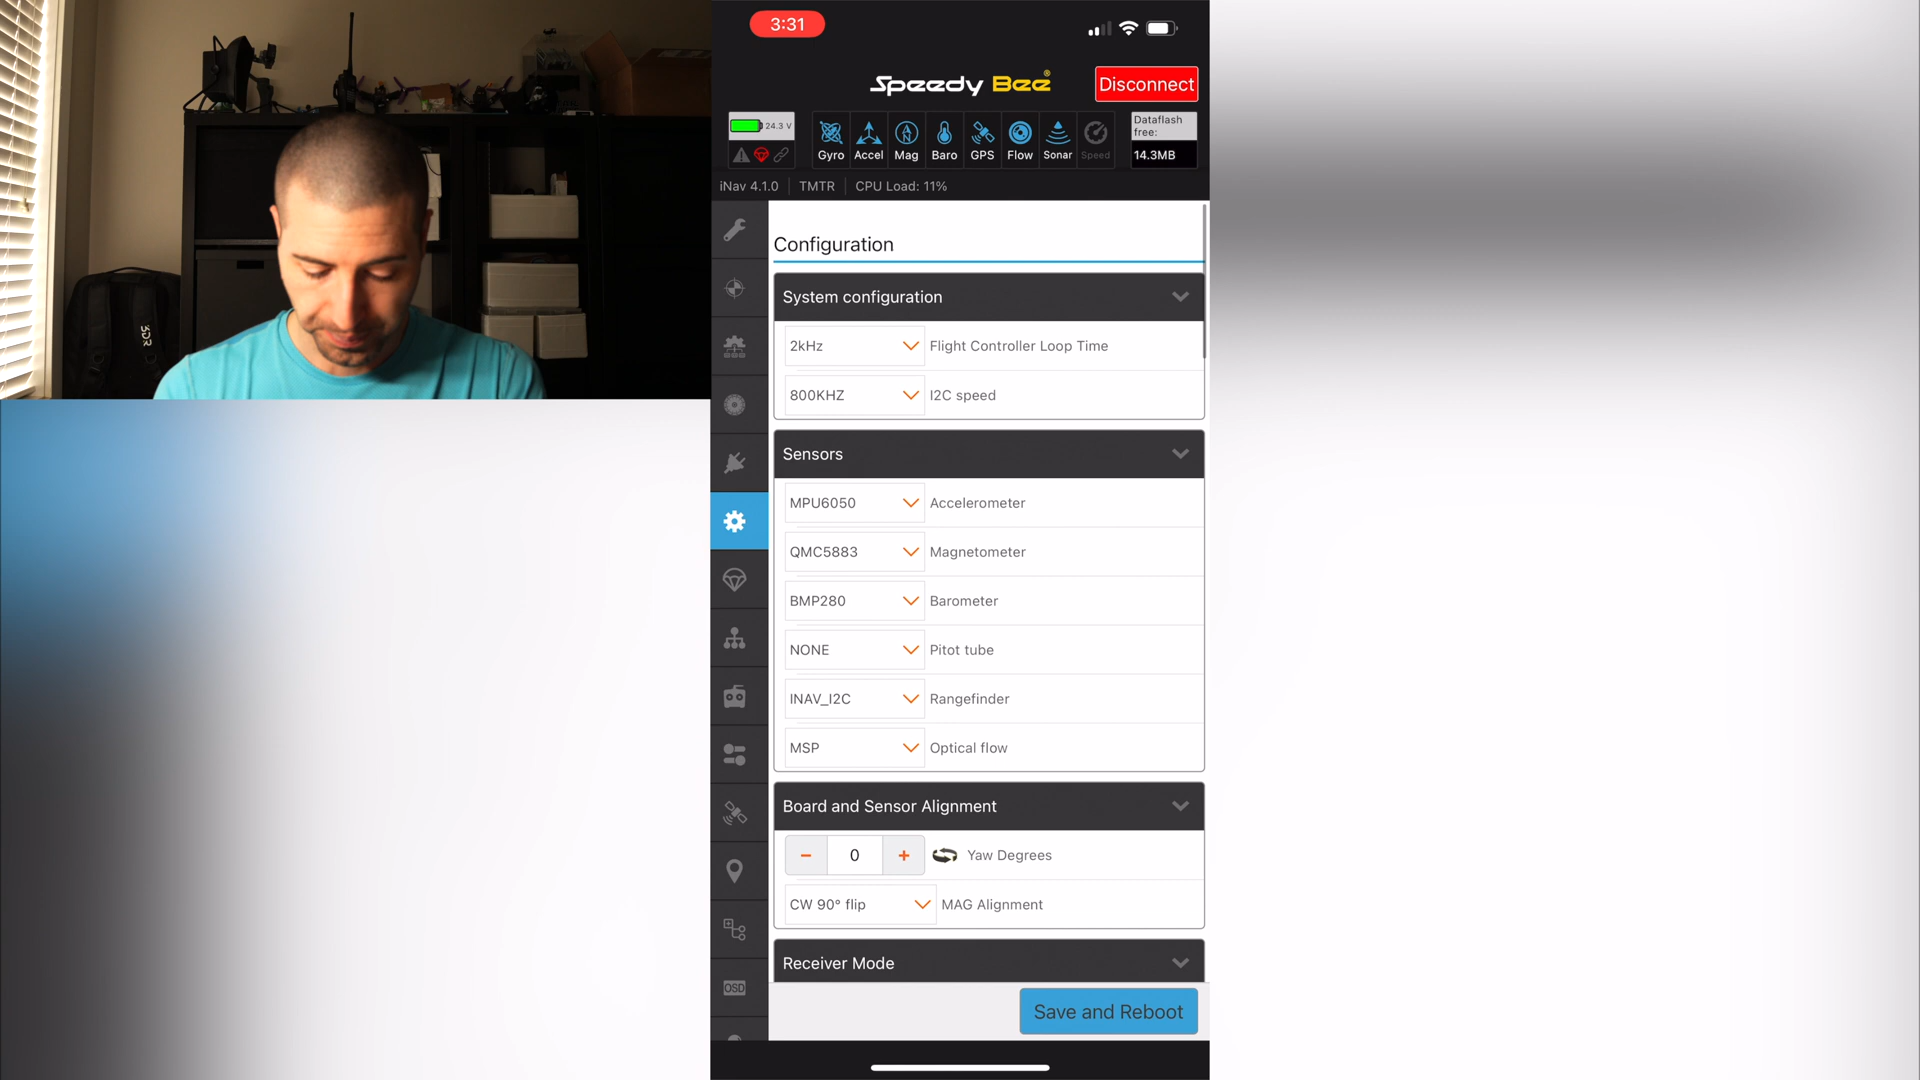 3:31
Speedy Bee
Disconnect
24.3 V
Gyro
Accel
Mag
Baro
GPS
Flow
Sonar
Speed
Dataflash
free:
14.3MB
iNav 4.1.0 TMTR CPU Load: 11%
Configuration
System configuration
2kHz Flight Controller Loop Time
800KHZ I2C speed
Sensors
MPU6050 Accelerometer
QMC5883 Magnetometer
BMP280 Barometer
NONE Pitot tube
INAV_I2C Rangefinder
MSP Optical flow
Board and Sensor Alignment
− 0 + Yaw Degrees
CW 90° flip MAG Alignment
Receiver Mode
OSD
Save and Reboot
3DR